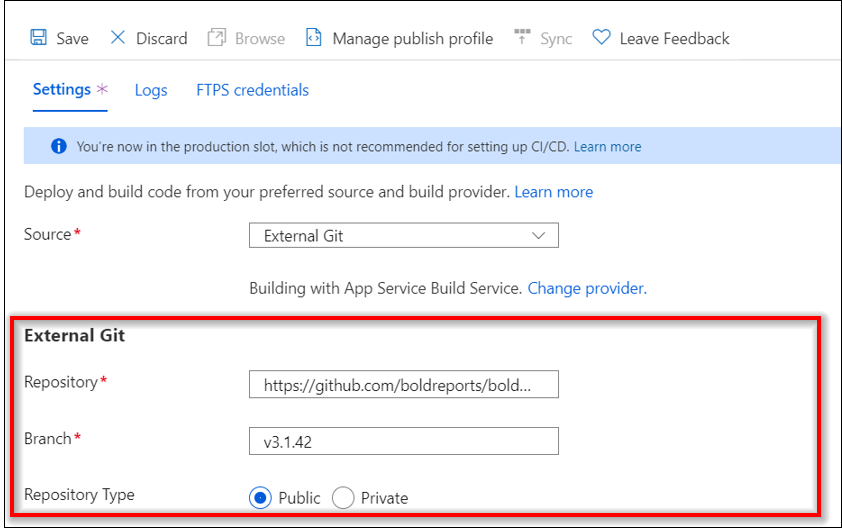 Save Discard Browse Manage publish profile Sync Leave Feedback
Settings * Logs FTPS credentials
You're now in the production slot, which is not recommended for setting up CI/CD. Learn more
Deploy and build code from your preferred source and build provider. Learn more
Source* External Git
Building with App Service Build Service. Change provider.
External Git
Repository* https://github.com/boldreports/bold...
Branch* v3.1.42
Repository Type Public Private